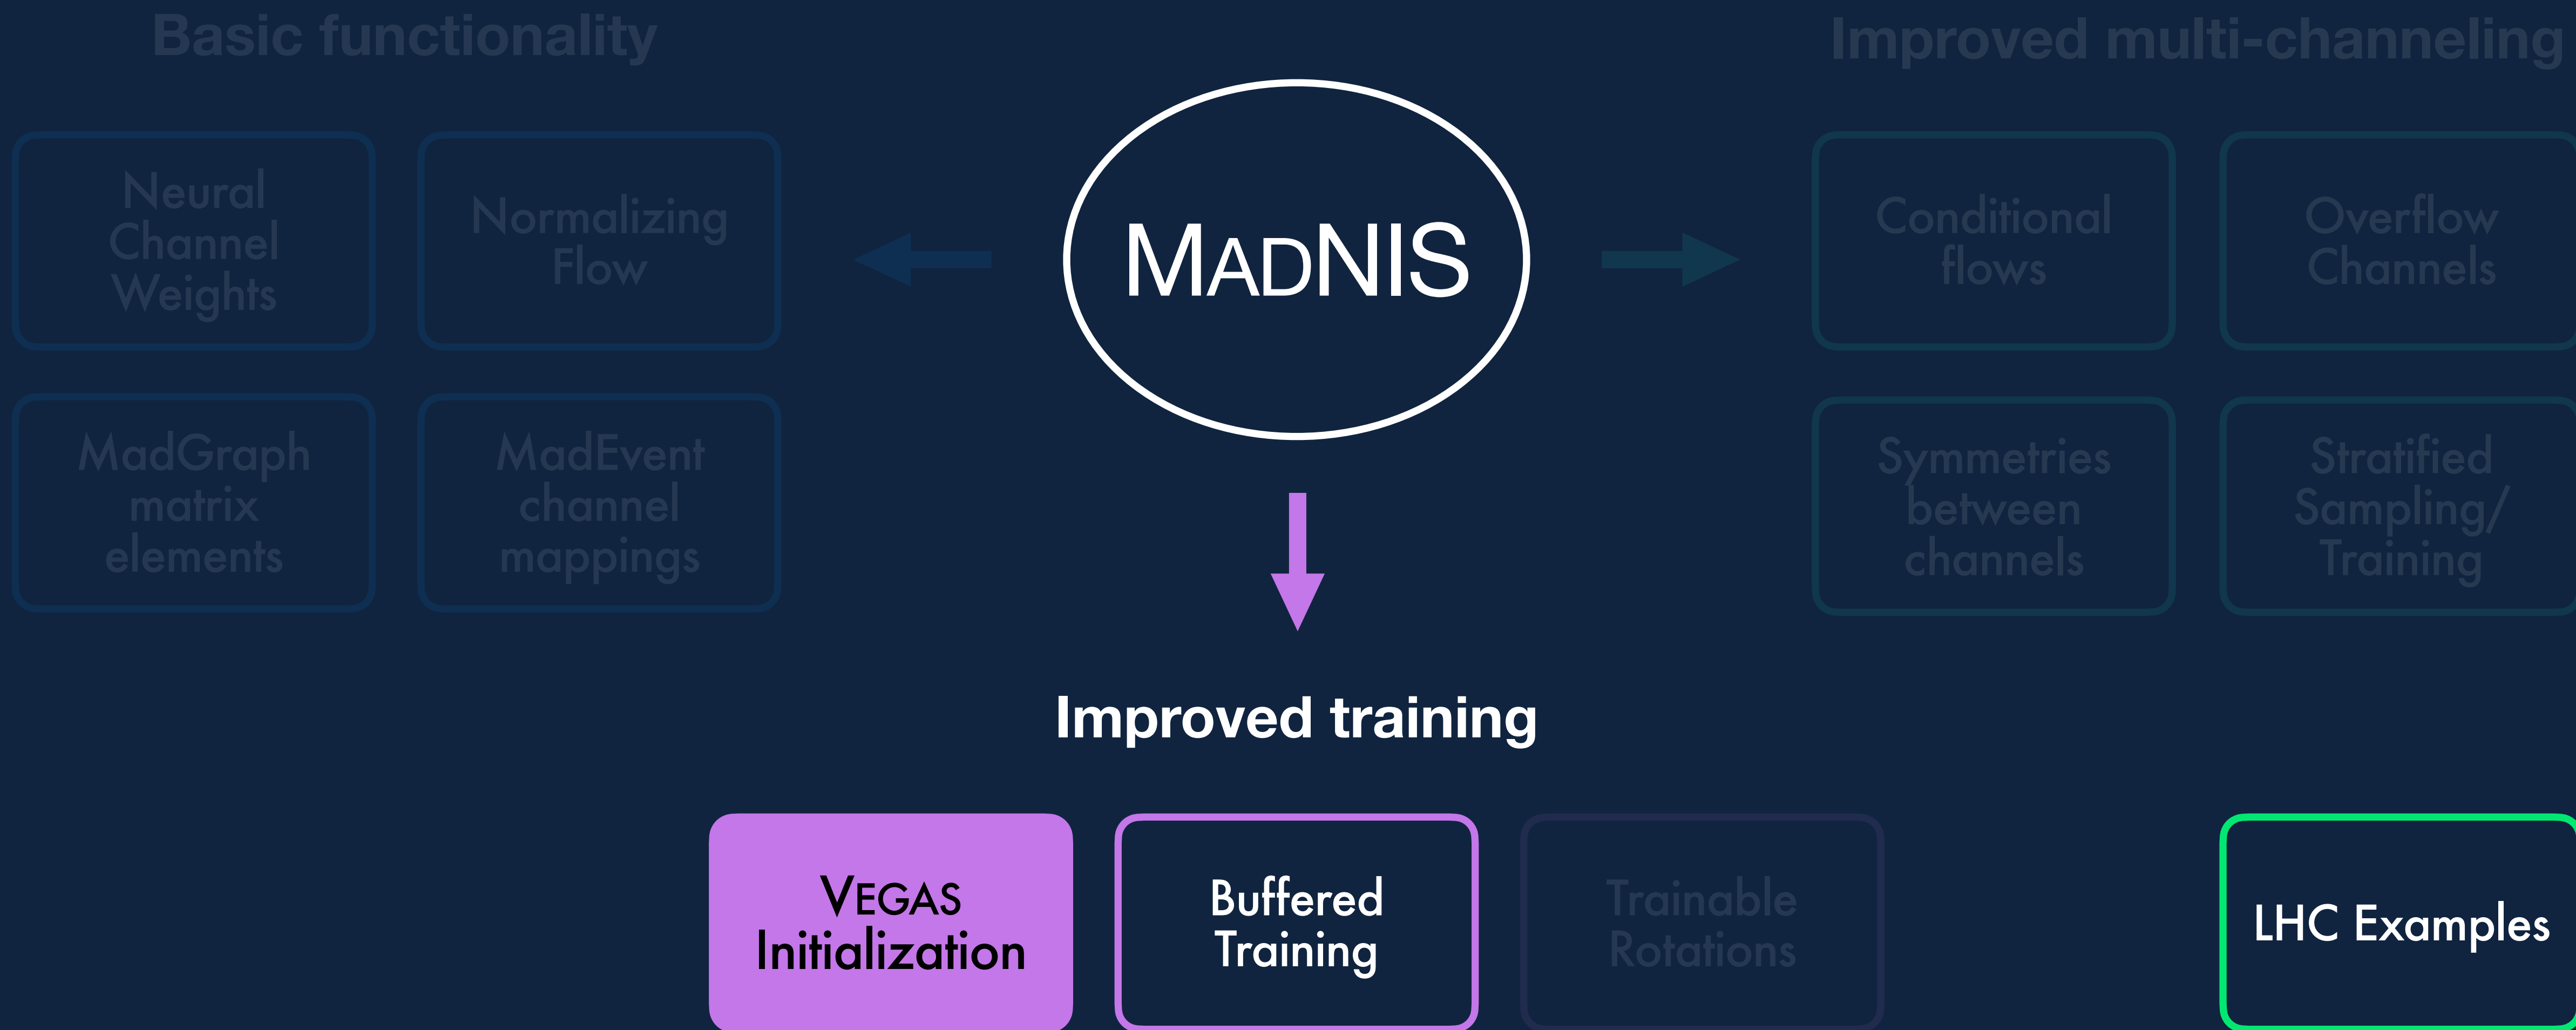 Basic functionality
Improved multi-channeling
Neural
Channel
Weights
Normalizing
Flow
MADNIS
Conditional
flows
Overflow
Channels
MadGraph
matrix
elements
MadEvent
channel
mappings
Symmetries
between
channels
Stratified
Sampling/
Training
Improved training
VEGAS
Initialization
Buffered
Training
Trainable
Rotations
LHC Examples